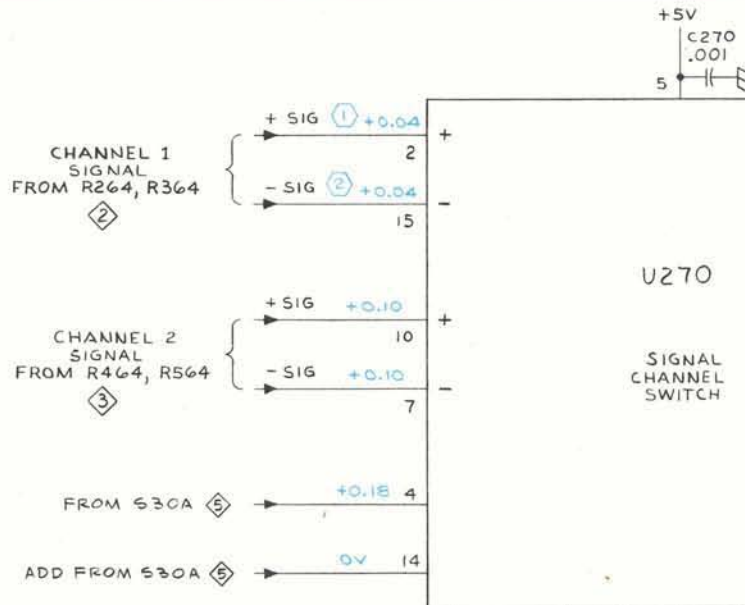 +5V
C270
.001
5
+ SIG 1 +0.04
2 +
CHANNEL 1
SIGNAL
FROM R264, R364
2
- SIG 2 +0.04
15 -
U270
+ SIG +0.10
10 +
CHANNEL 2
SIGNAL
FROM R464, R564
3
- SIG +0.10
7 -
SIGNAL
CHANNEL
SWITCH
FROM S30A 5 +0.18 4
ADD FROM S30A 5 0V 14